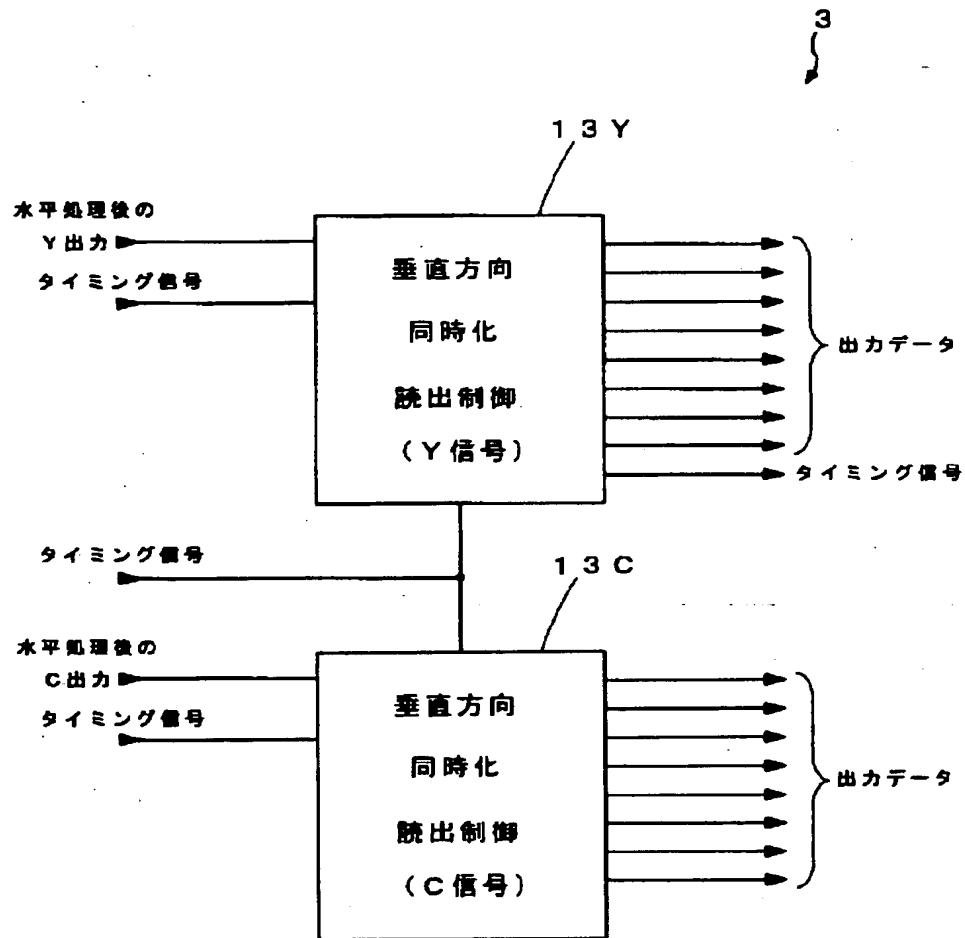 3
13Y
水平処理後の
Y出力
タイミング信号
垂直方向
同時化
読出制御
(Y信号)
出力データ
タイミング信号
タイミング信号
13C
水平処理後の
C出力
タイミング信号
垂直方向
同時化
読出制御
(C信号)
出力データ